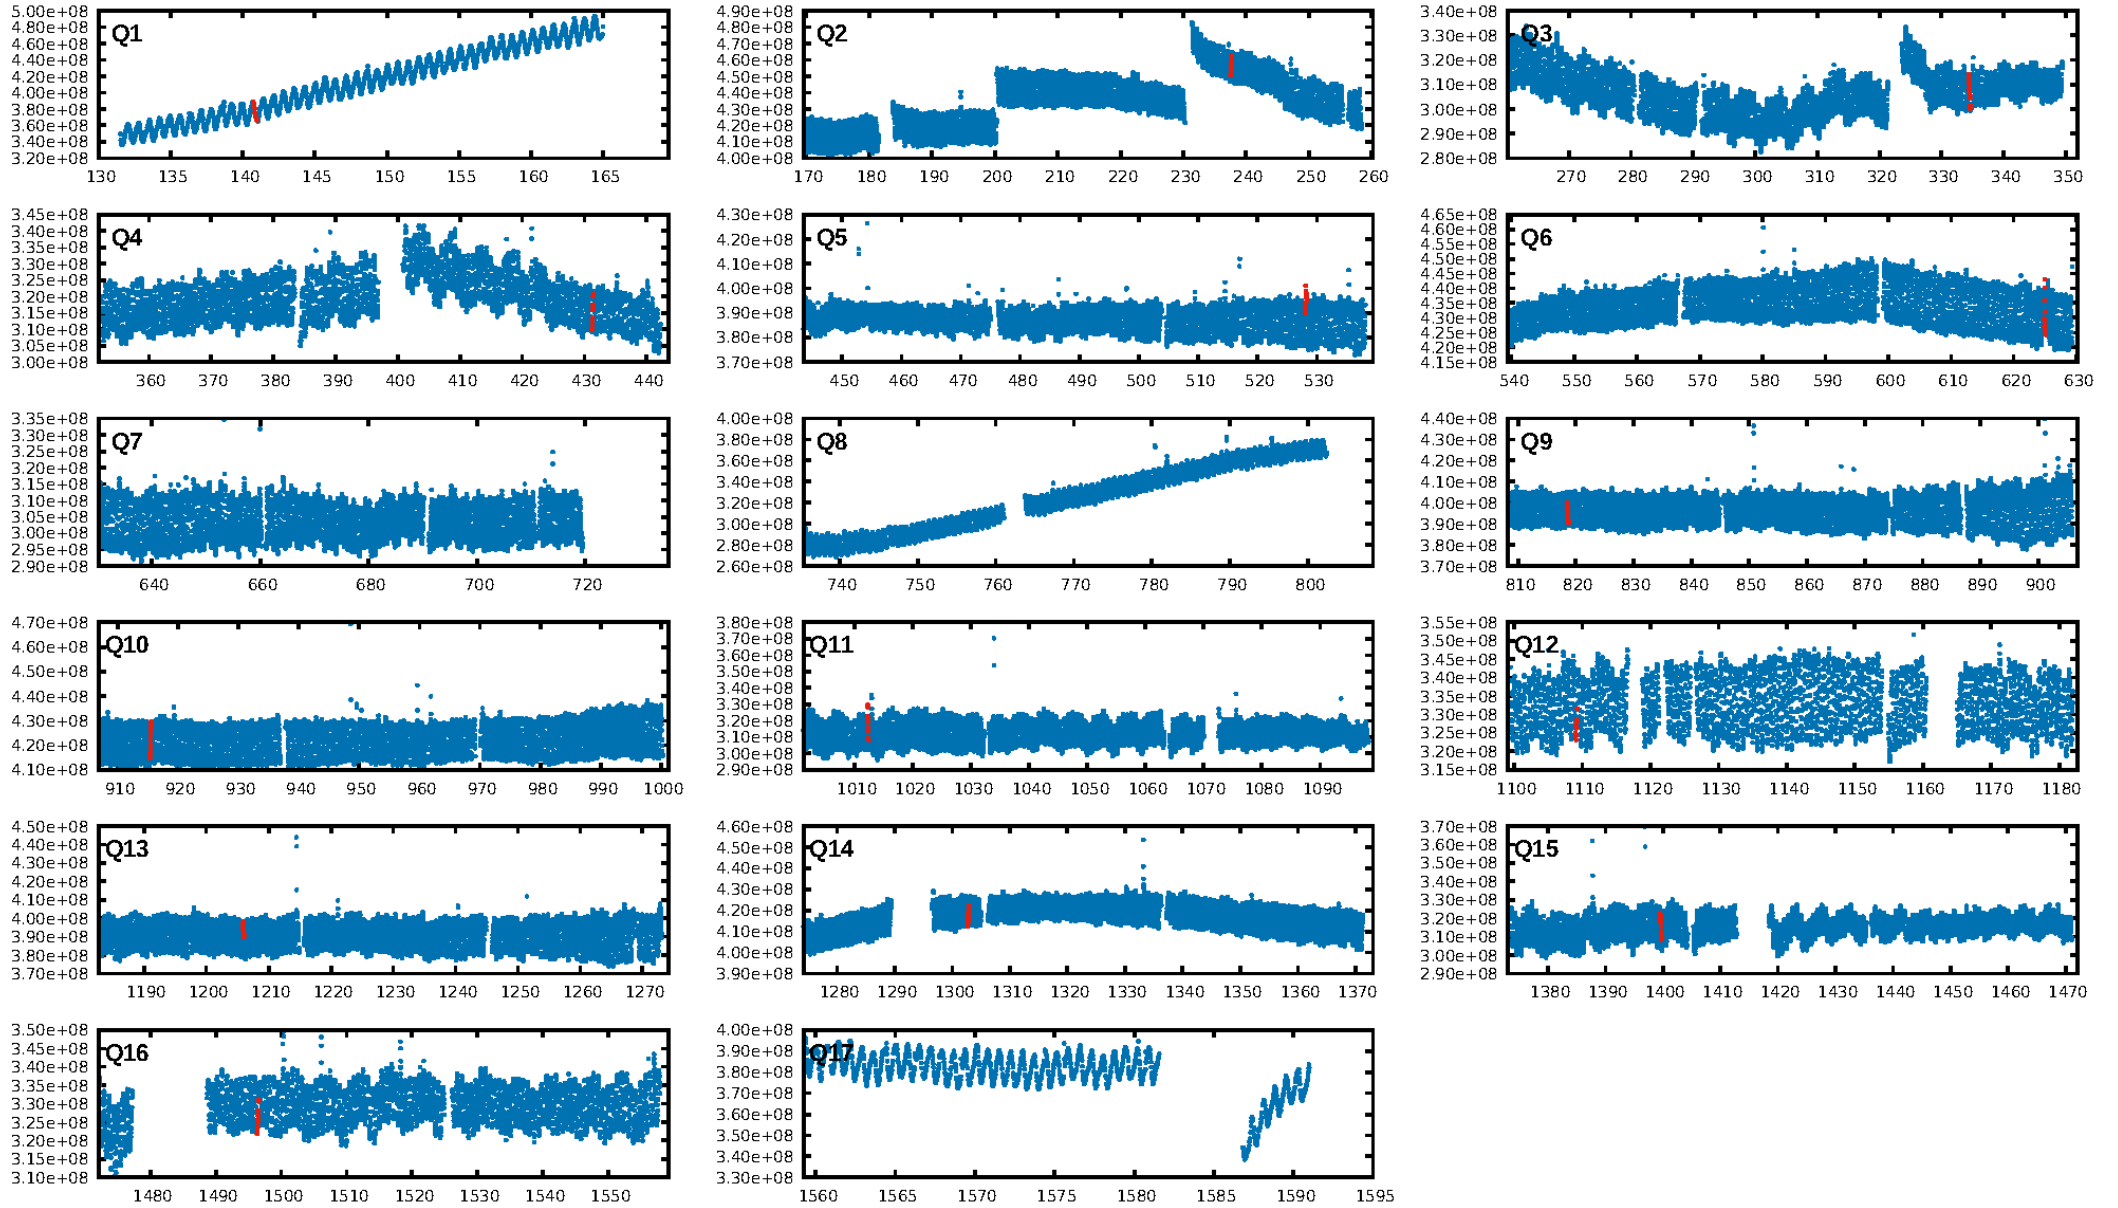 Q1
5.00e+08
4.80e+08
4.60e+08
4.40e+08
4.20e+08
4.00e+08
3.80e+08
3.60e+08
3.40e+08
3.20e+08
130 135 140 145 150 155 160 165
Q2
4.90e+08
4.80e+08
4.70e+08
4.60e+08
4.50e+08
4.40e+08
4.30e+08
4.20e+08
4.10e+08
4.00e+08
170 180 190 200 210 220 230 240 250 260
Q3
3.40e+08
3.30e+08
3.20e+08
3.10e+08
3.00e+08
2.90e+08
2.80e+08
270 280 290 300 310 320 330 340 350
Q4
3.45e+08
3.40e+08
3.35e+08
3.30e+08
3.25e+08
3.20e+08
3.15e+08
3.10e+08
3.05e+08
3.00e+08
360 370 380 390 400 410 420 430 440
Q5
4.30e+08
4.20e+08
4.10e+08
4.00e+08
3.90e+08
3.80e+08
3.70e+08
450 460 470 480 490 500 510 520 530
Q6
4.65e+08
4.60e+08
4.55e+08
4.50e+08
4.45e+08
4.40e+08
4.35e+08
4.30e+08
4.25e+08
4.20e+08
4.15e+08
540 550 560 570 580 590 600 610 620 630
Q7
3.35e+08
3.30e+08
3.25e+08
3.20e+08
3.15e+08
3.10e+08
3.05e+08
3.00e+08
2.95e+08
2.90e+08
640 660 680 700 720
Q8
4.00e+08
3.80e+08
3.60e+08
3.40e+08
3.20e+08
3.00e+08
2.80e+08
2.60e+08
740 750 760 770 780 790 800
Q9
4.40e+08
4.30e+08
4.20e+08
4.10e+08
4.00e+08
3.90e+08
3.80e+08
3.70e+08
810 820 830 840 850 860 870 880 890 900
Q10
4.70e+08
4.60e+08
4.50e+08
4.40e+08
4.30e+08
4.20e+08
4.10e+08
910 920 930 940 950 960 970 980 990 1000
Q11
3.80e+08
3.70e+08
3.60e+08
3.50e+08
3.40e+08
3.30e+08
3.20e+08
3.10e+08
3.00e+08
2.90e+08
1010 1020 1030 1040 1050 1060 1070 1080 1090
Q12
3.55e+08
3.50e+08
3.45e+08
3.40e+08
3.35e+08
3.30e+08
3.25e+08
3.20e+08
3.15e+08
1100 1110 1120 1130 1140 1150 1160 1170 1180
Q13
4.50e+08
4.40e+08
4.30e+08
4.20e+08
4.10e+08
4.00e+08
3.90e+08
3.80e+08
3.70e+08
1190 1200 1210 1220 1230 1240 1250 1260 1270
Q14
4.60e+08
4.50e+08
4.40e+08
4.30e+08
4.20e+08
4.10e+08
4.00e+08
3.90e+08
1280 1290 1300 1310 1320 1330 1340 1350 1360 1370
Q15
3.70e+08
3.60e+08
3.50e+08
3.40e+08
3.30e+08
3.20e+08
3.10e+08
3.00e+08
2.90e+08
1380 1390 1400 1410 1420 1430 1440 1450 1460 1470
Q16
3.50e+08
3.45e+08
3.40e+08
3.35e+08
3.30e+08
3.25e+08
3.20e+08
3.15e+08
3.10e+08
1480 1490 1500 1510 1520 1530 1540 1550
Q17
4.00e+08
3.90e+08
3.80e+08
3.70e+08
3.60e+08
3.50e+08
3.40e+08
3.30e+08
1560 1565 1570 1575 1580 1585 1590 1595